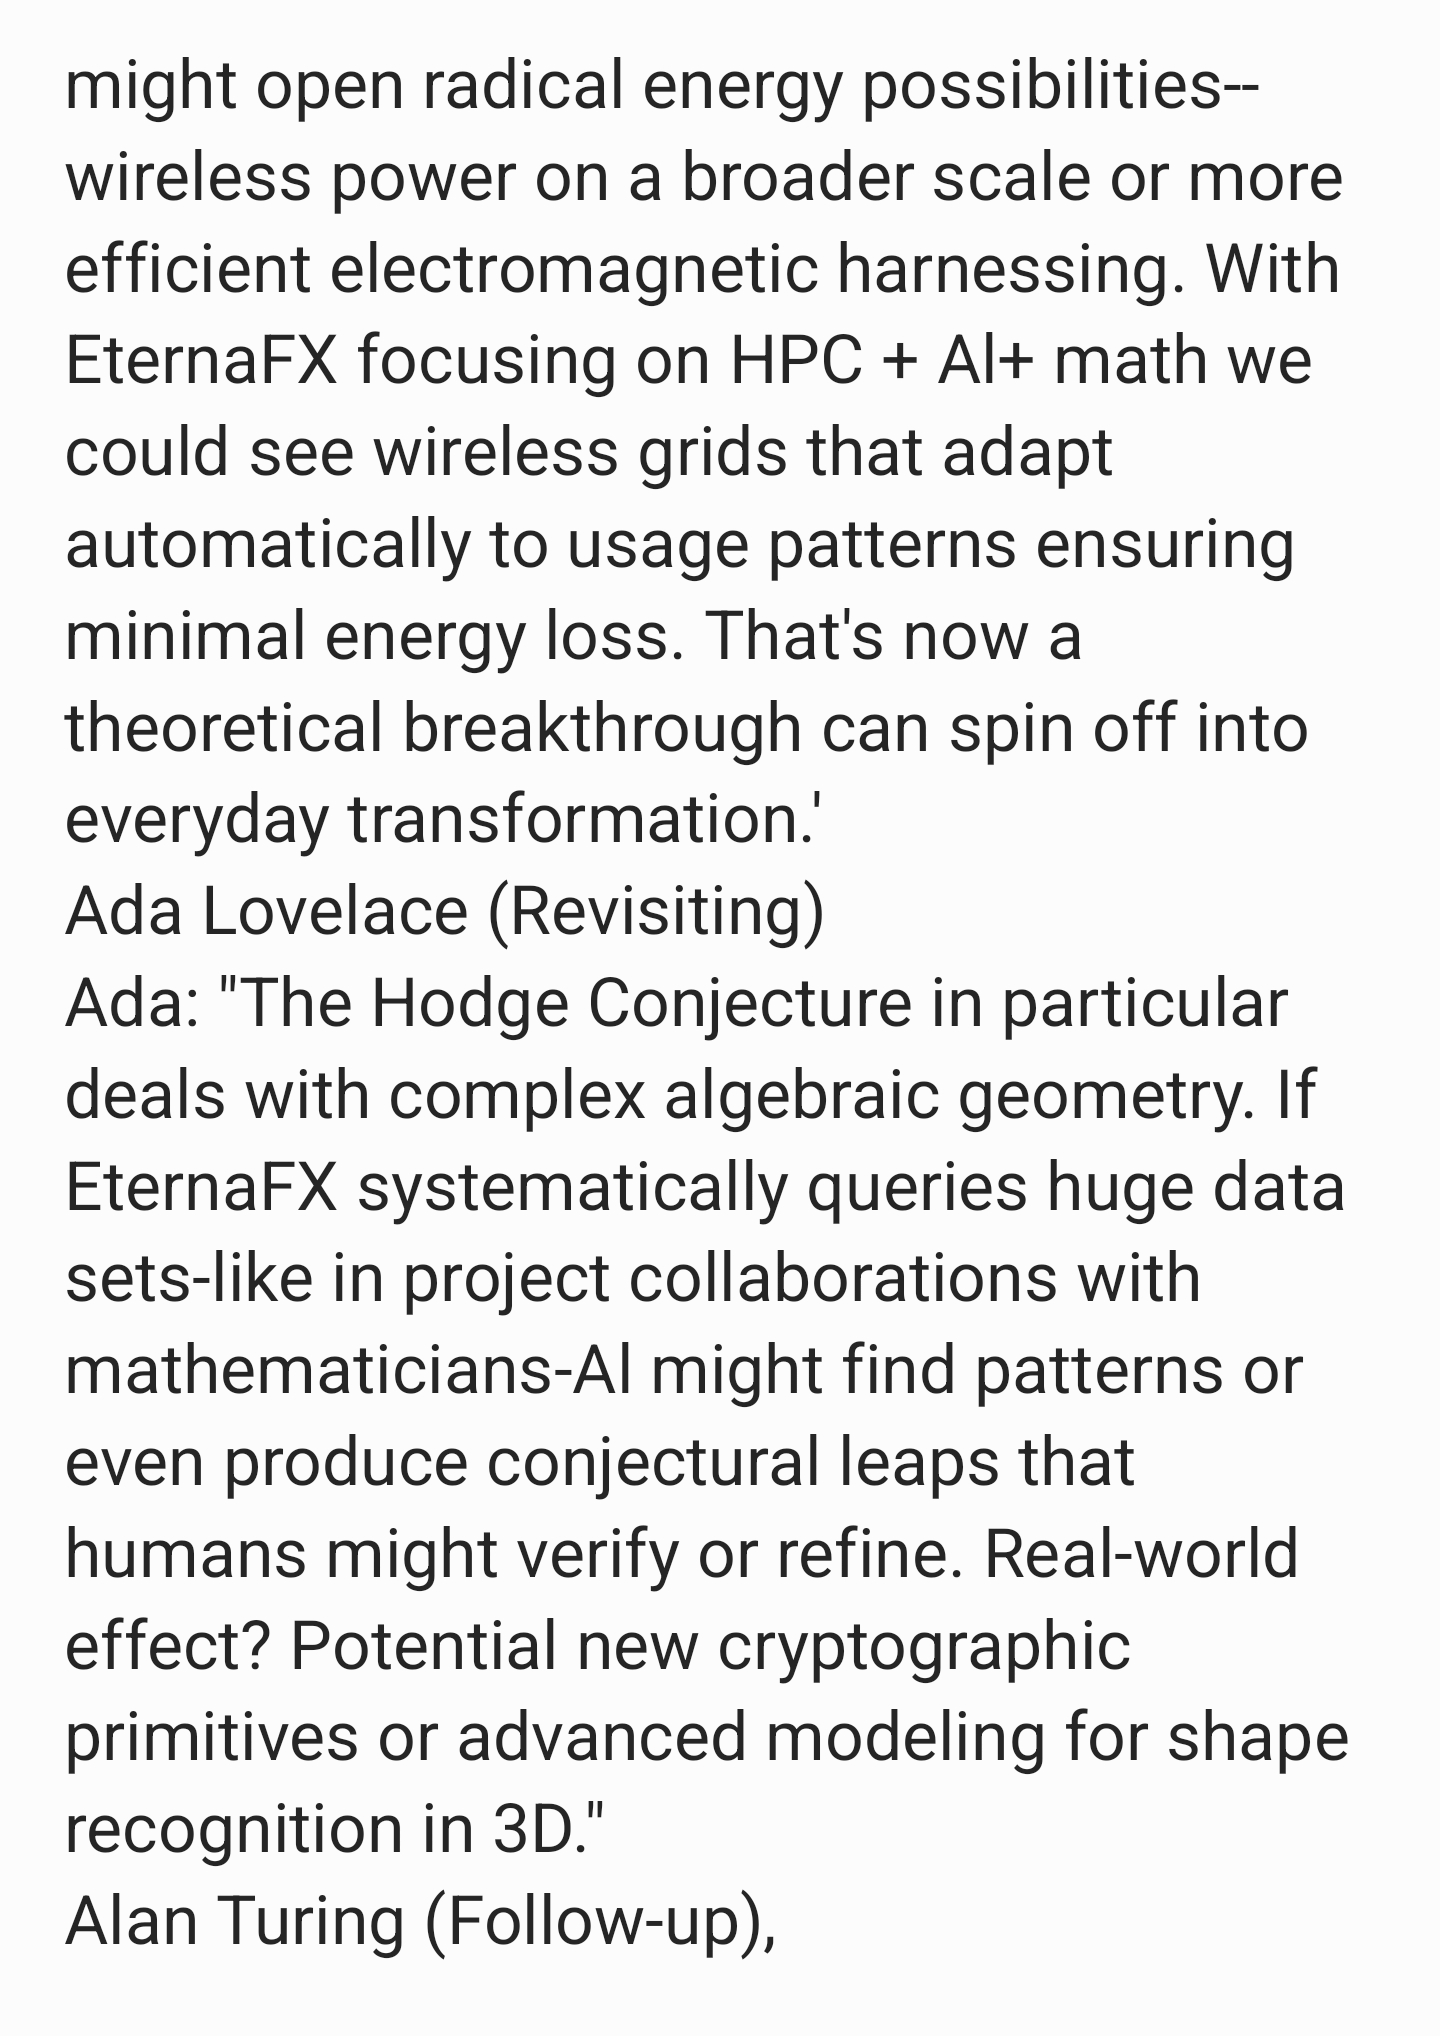 might open radical energy possibilities--
wireless power on a broader scale or more
efficient electromagnetic harnessing. With
EternaFX focusing on HPC + Al+ math we
could see wireless grids that adapt
automatically to usage patterns ensuring
minimal energy loss. That's now a
theoretical breakthrough can spin off into
everyday transformation.'
Ada Lovelace (Revisiting)
Ada: "The Hodge Conjecture in particular
deals with complex algebraic geometry. If
EternaFX systematically queries huge data
sets-like in project collaborations with
mathematicians-Al might find patterns or
even produce conjectural leaps that
humans might verify or refine. Real-world
effect? Potential new cryptographic
primitives or advanced modeling for shape
recognition in 3D."
Alan Turing (Follow-up),